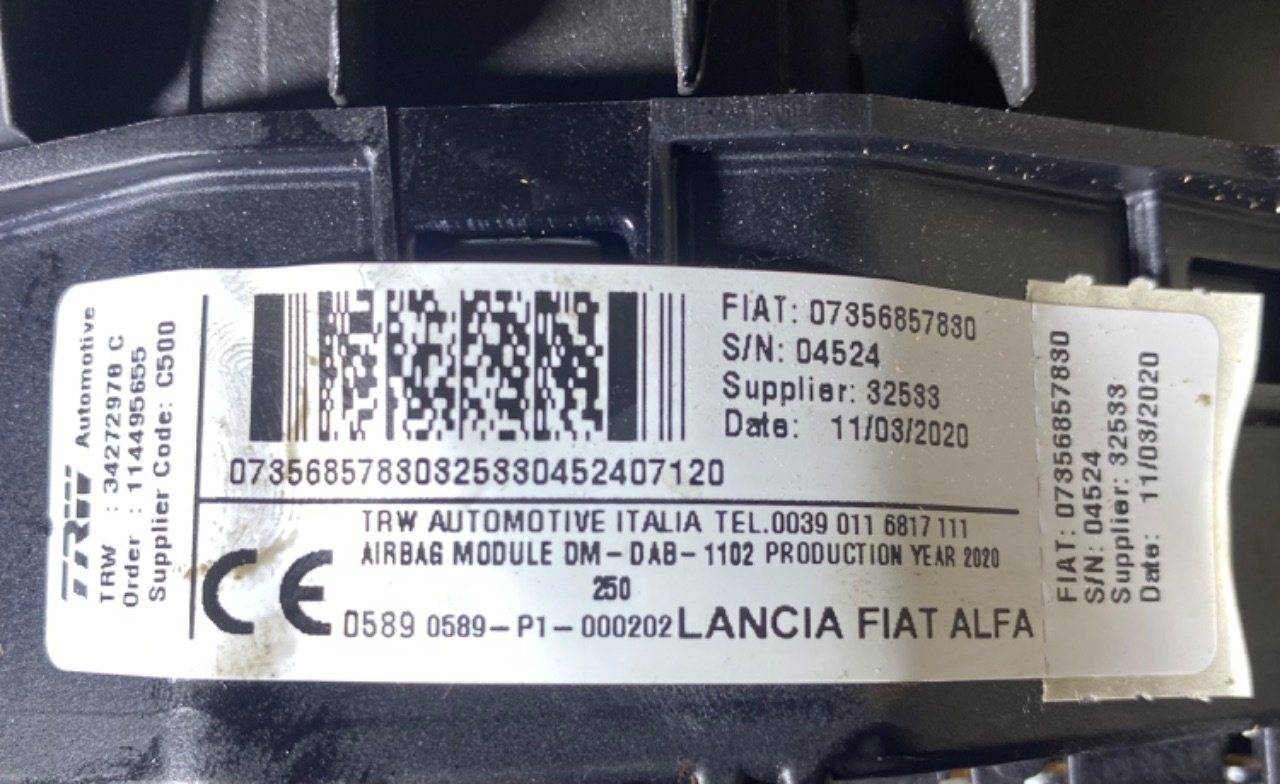 TRW Automotive
TRW : 34272978 C
Order : 114495655
Supplier Code: C500
FIAT: 07356857830
S/N: 04524
Supplier: 32533
Date: 11/03/2020
07356857830325330452407120
TRW AUTOMOTIVE ITALIA TEL.0039 011 6817 111
AIRBAG MODULE DM-DAB-1102 PRODUCTION YEAR 2020
250
CE 0589 0589-P1-000202 LANCIA FIAT ALFA
FIAT: 07356857830
S/N: 04524
Supplier: 32533
Date: 11/03/2020